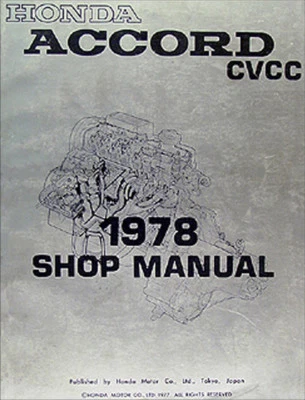 HONDA
ACCORD
CVCC
1978
SHOP MANUAL
Published by Honda Motor Co., Ltd., Tokyo, Japan
©HONDA MOTOR CO., LTD 1977. ALL RIGHTS RESERVED